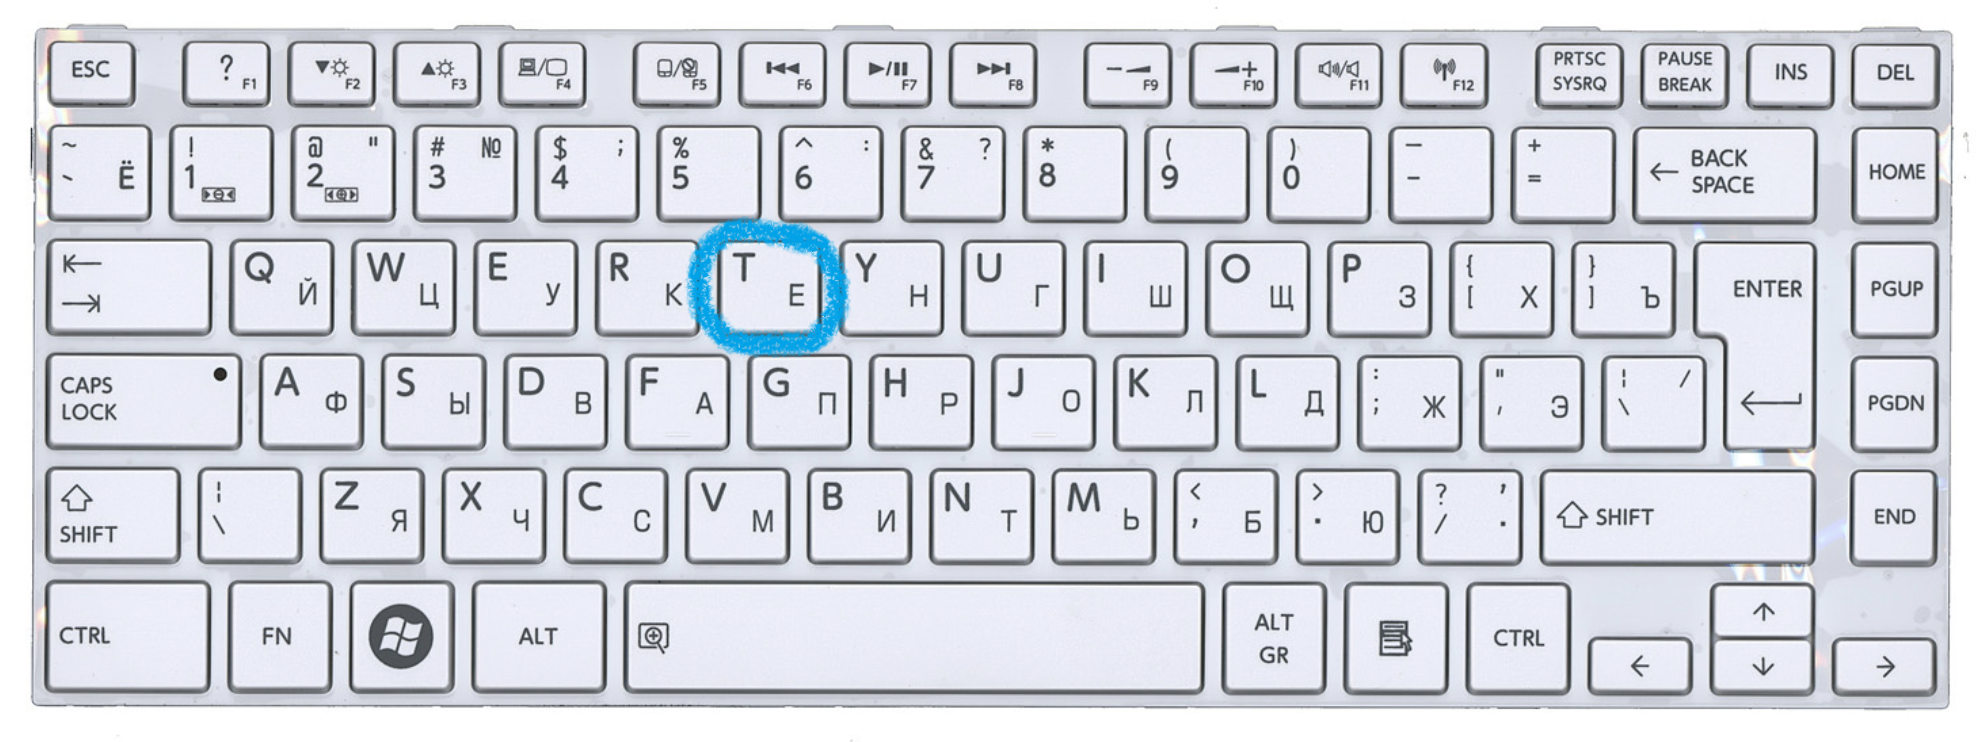 ESC ? F1 F2 F3 F4 F5 F6 F7 F8 F9 F10 F11 F12 PRTSC SYSRQ PAUSE BREAK INS DEL
~ ` Ё ! 1 @ " 2 # № 3 $ ; 4 % 5 ^ : 6 & ? 7 * 8 ( 9 ) 0 — - + = ← BACK SPACE HOME
Q Й W Ц E У R К T Е Y Н U Г I Ш O Щ P З { [ Х } ] Ъ ENTER PGUP
CAPS LOCK A Ф S Ы D В F А G П H Р J О K Л L Д : ; Ж " ' Э ¦ / \ PGDN
SHIFT ¦ \ Z Я X Ч C С V М B И N Т M Ь < , Б > . Ю ? , / . SHIFT END
CTRL FN ALT ALT GR CTRL ← ↑ ↓ →